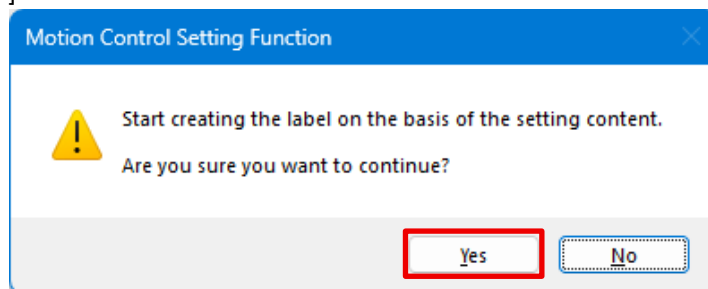 Motion Control Setting Function
Start creating the label on the basis of the setting content.
Are you sure you want to continue?
Yes
No